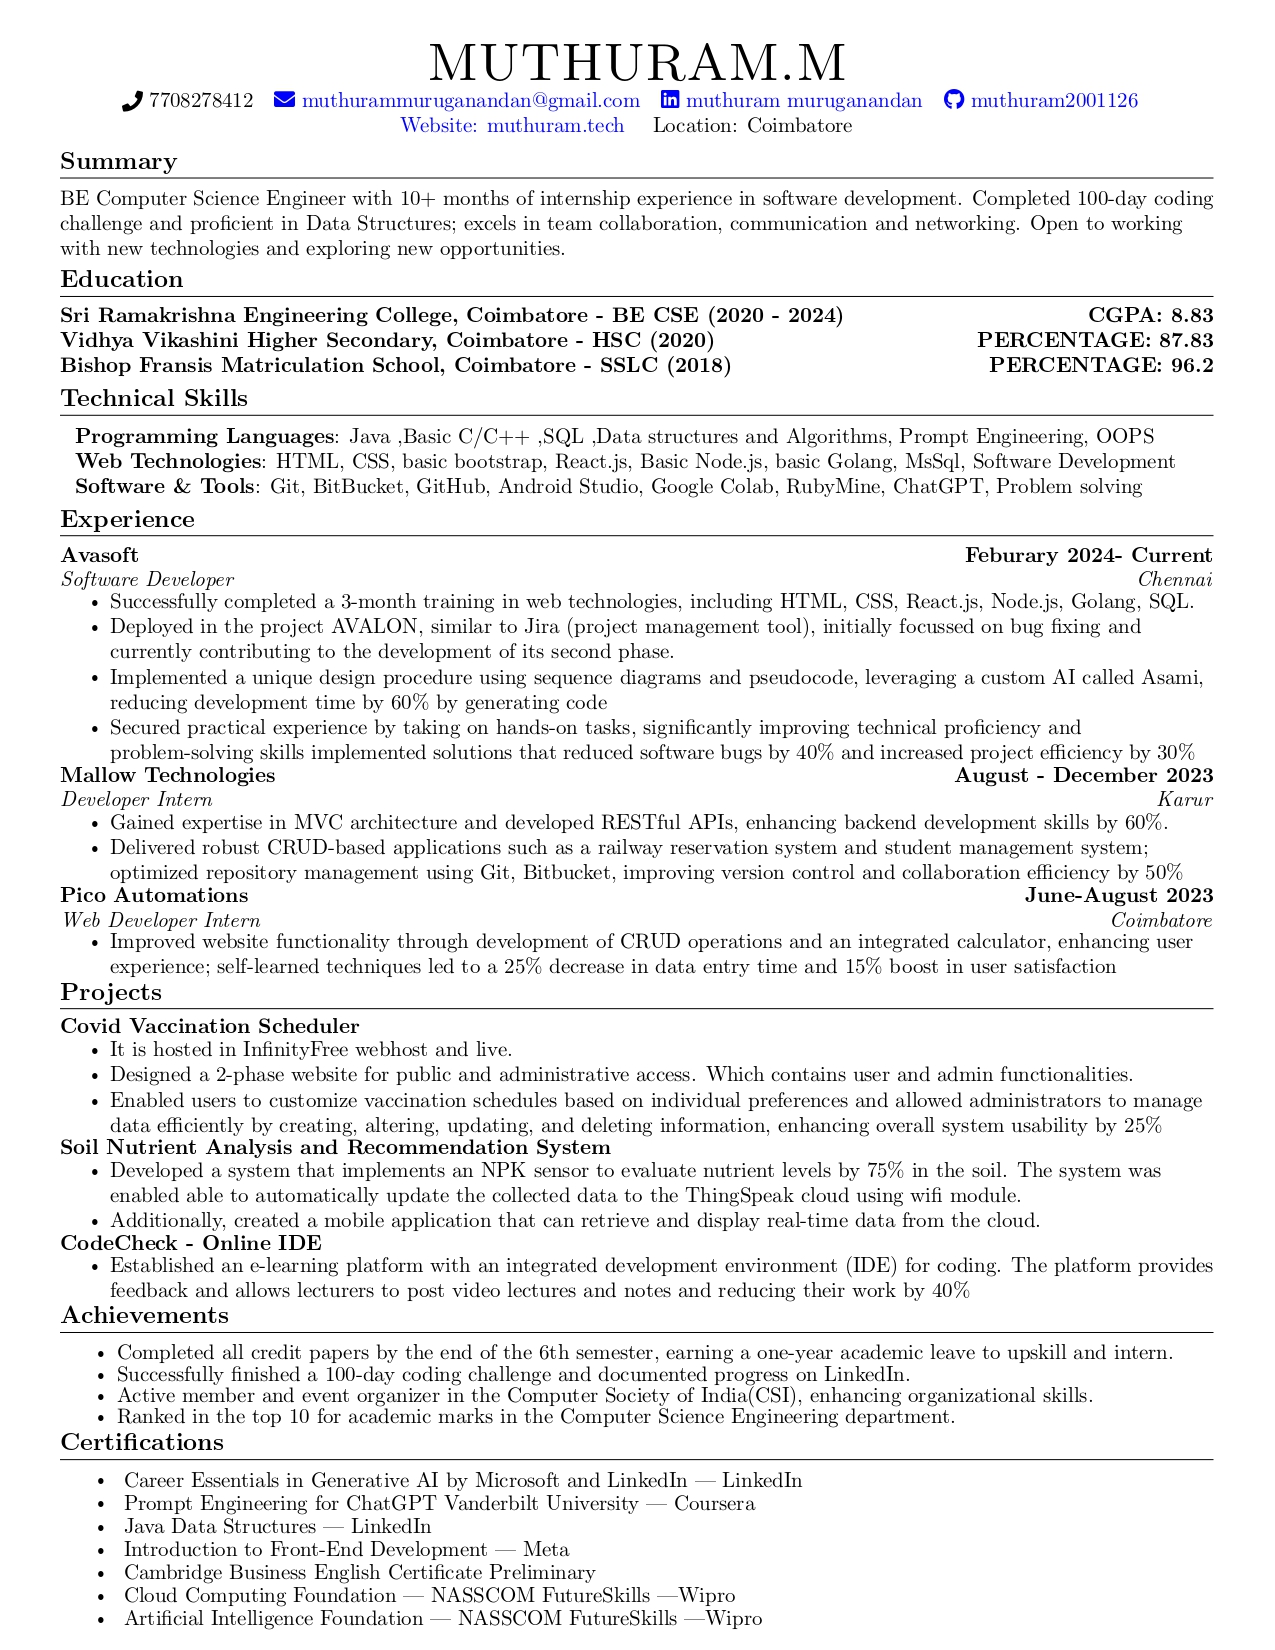 MUTHURAM.M
7708278412 muthurammuruganandan@gmail.com muthuram muruganandan muthuram2001126
Website: muthuram.tech Location: Coimbatore
Summary
BE Computer Science Engineer with 10+ months of internship experience in software development. Completed 100-day coding
challenge and proficient in Data Structures; excels in team collaboration, communication and networking. Open to working
with new technologies and exploring new opportunities.
Education
Sri Ramakrishna Engineering College, Coimbatore - BE CSE (2020 - 2024) CGPA: 8.83
Vidhya Vikashini Higher Secondary, Coimbatore - HSC (2020) PERCENTAGE: 87.83
Bishop Fransis Matriculation School, Coimbatore - SSLC (2018) PERCENTAGE: 96.2
Technical Skills
Programming Languages: Java ,Basic C/C++ ,SQL ,Data structures and Algorithms, Prompt Engineering, OOPS
Web Technologies: HTML, CSS, basic bootstrap, React.js, Basic Node.js, basic Golang, MsSql, Software Development
Software & Tools: Git, BitBucket, GitHub, Android Studio, Google Colab, RubyMine, ChatGPT, Problem solving
Experience
Avasoft Feburary 2024- Current
Software Developer Chennai
• Successfully completed a 3-month training in web technologies, including HTML, CSS, React.js, Node.js, Golang, SQL.
• Deployed in the project AVALON, similar to Jira (project management tool), initially focussed on bug fixing and
currently contributing to the development of its second phase.
• Implemented a unique design procedure using sequence diagrams and pseudocode, leveraging a custom AI called Asami,
reducing development time by 60% by generating code
• Secured practical experience by taking on hands-on tasks, significantly improving technical proficiency and
problem-solving skills implemented solutions that reduced software bugs by 40% and increased project efficiency by 30%
Mallow Technologies August - December 2023
Developer Intern Karur
• Gained expertise in MVC architecture and developed RESTful APIs, enhancing backend development skills by 60%.
• Delivered robust CRUD-based applications such as a railway reservation system and student management system;
optimized repository management using Git, Bitbucket, improving version control and collaboration efficiency by 50%
Pico Automations June-August 2023
Web Developer Intern Coimbatore
• Improved website functionality through development of CRUD operations and an integrated calculator, enhancing user
experience; self-learned techniques led to a 25% decrease in data entry time and 15% boost in user satisfaction
Projects
Covid Vaccination Scheduler
• It is hosted in InfinityFree webhost and live.
• Designed a 2-phase website for public and administrative access. Which contains user and admin functionalities.
• Enabled users to customize vaccination schedules based on individual preferences and allowed administrators to manage
data efficiently by creating, altering, updating, and deleting information, enhancing overall system usability by 25%
Soil Nutrient Analysis and Recommendation System
• Developed a system that implements an NPK sensor to evaluate nutrient levels by 75% in the soil. The system was
enabled able to automatically update the collected data to the ThingSpeak cloud using wifi module.
• Additionally, created a mobile application that can retrieve and display real-time data from the cloud.
CodeCheck - Online IDE
• Established an e-learning platform with an integrated development environment (IDE) for coding. The platform provides
feedback and allows lecturers to post video lectures and notes and reducing their work by 40%
Achievements
• Completed all credit papers by the end of the 6th semester, earning a one-year academic leave to upskill and intern.
• Successfully finished a 100-day coding challenge and documented progress on LinkedIn.
• Active member and event organizer in the Computer Society of India(CSI), enhancing organizational skills.
• Ranked in the top 10 for academic marks in the Computer Science Engineering department.
Certifications
• Career Essentials in Generative AI by Microsoft and LinkedIn — LinkedIn
• Prompt Engineering for ChatGPT Vanderbilt University — Coursera
• Java Data Structures — LinkedIn
• Introduction to Front-End Development — Meta
• Cambridge Business English Certificate Preliminary
• Cloud Computing Foundation — NASSCOM FutureSkills —Wipro
• Artificial Intelligence Foundation — NASSCOM FutureSkills —Wipro